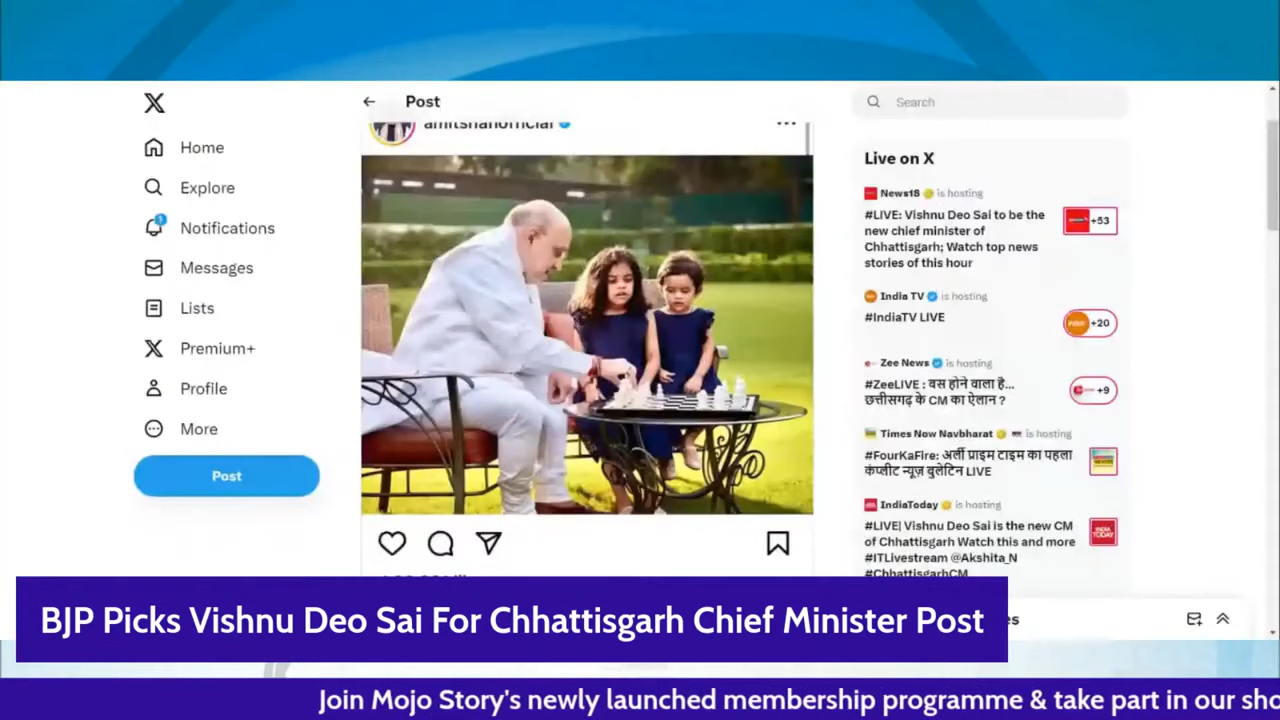 Post
Search
amitshahofficial
Home
Explore
Notifications
Messages
Lists
Premium+
Profile
More
Post
Live on X
News18 is hosting
#LIVE: Vishnu Deo Sai to be the
new chief minister of
Chhattisgarh; Watch top news
stories of this hour
+53
India TV is hosting
#IndiaTV LIVE
+20
Zee News is hosting
#ZeeLIVE : बस होने वाला है...
छत्तीसगढ़ के CM का ऐलान ?
+9
Times Now Navbharat is hosting
#FourKaFire: अर्ली प्राइम टाइम का पहला
कंप्लीट न्यूज़ बुलेटिन LIVE
IndiaToday is hosting
#LIVE| Vishnu Deo Sai is the new CM
of Chhattisgarh Watch this and more
#ITLivestream @Akshita_N
#ChhattisgarhCM
INDIA
TODAY
BJP Picks Vishnu Deo Sai For Chhattisgarh Chief Minister Post
Join Mojo Story's newly launched membership programme & take part in our sho